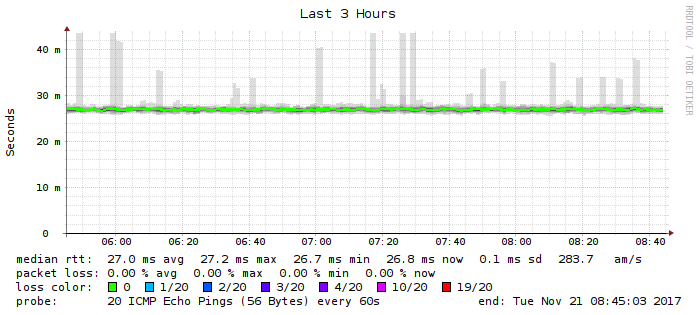 Last 3 Hours
RRDTOOL / TOBI OETIKER
Seconds
40 m
30 m
20 m
10 m
0
06:00 06:20 06:40 07:00 07:20 07:40 08:00 08:20 08:40
median rtt: 27.0 ms avg 27.2 ms max 26.7 ms min 26.8 ms now 0.1 ms sd 283.7 am/s
packet loss: 0.00 % avg 0.00 % max 0.00 % min 0.00 % now
loss color: 0 1/20 2/20 3/20 4/20 10/20 19/20
probe: 20 ICMP Echo Pings (56 Bytes) every 60s end: Tue Nov 21 08:45:03 2017